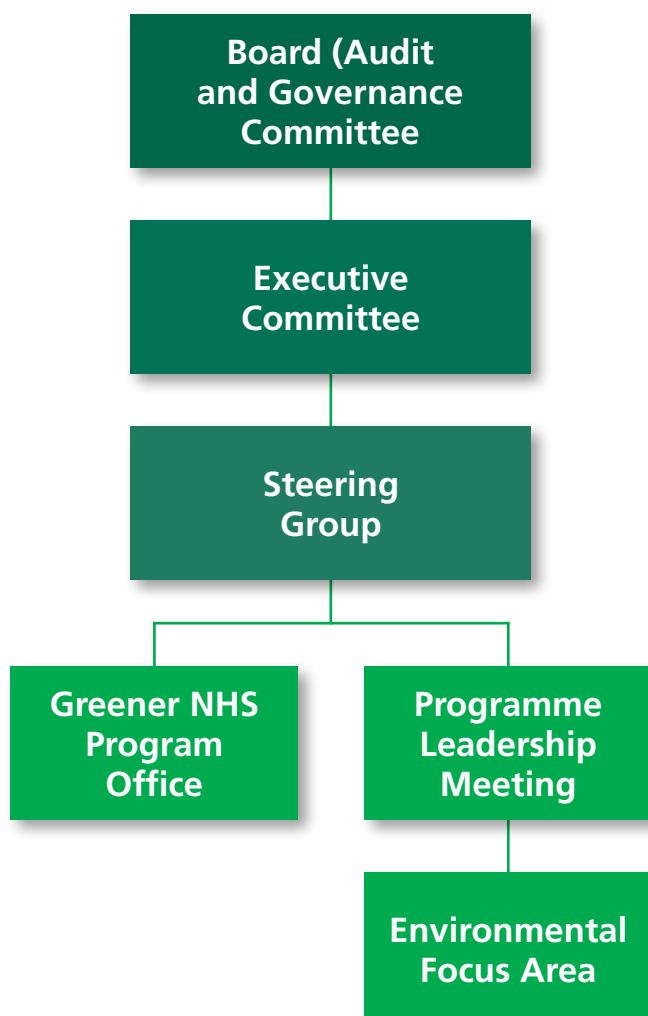 Board (Audit
and Governance
Committee
Executive
Committee
Steering
Group
Greener NHS
Program
Office
Programme
Leadership
Meeting
Environmental
Focus Area